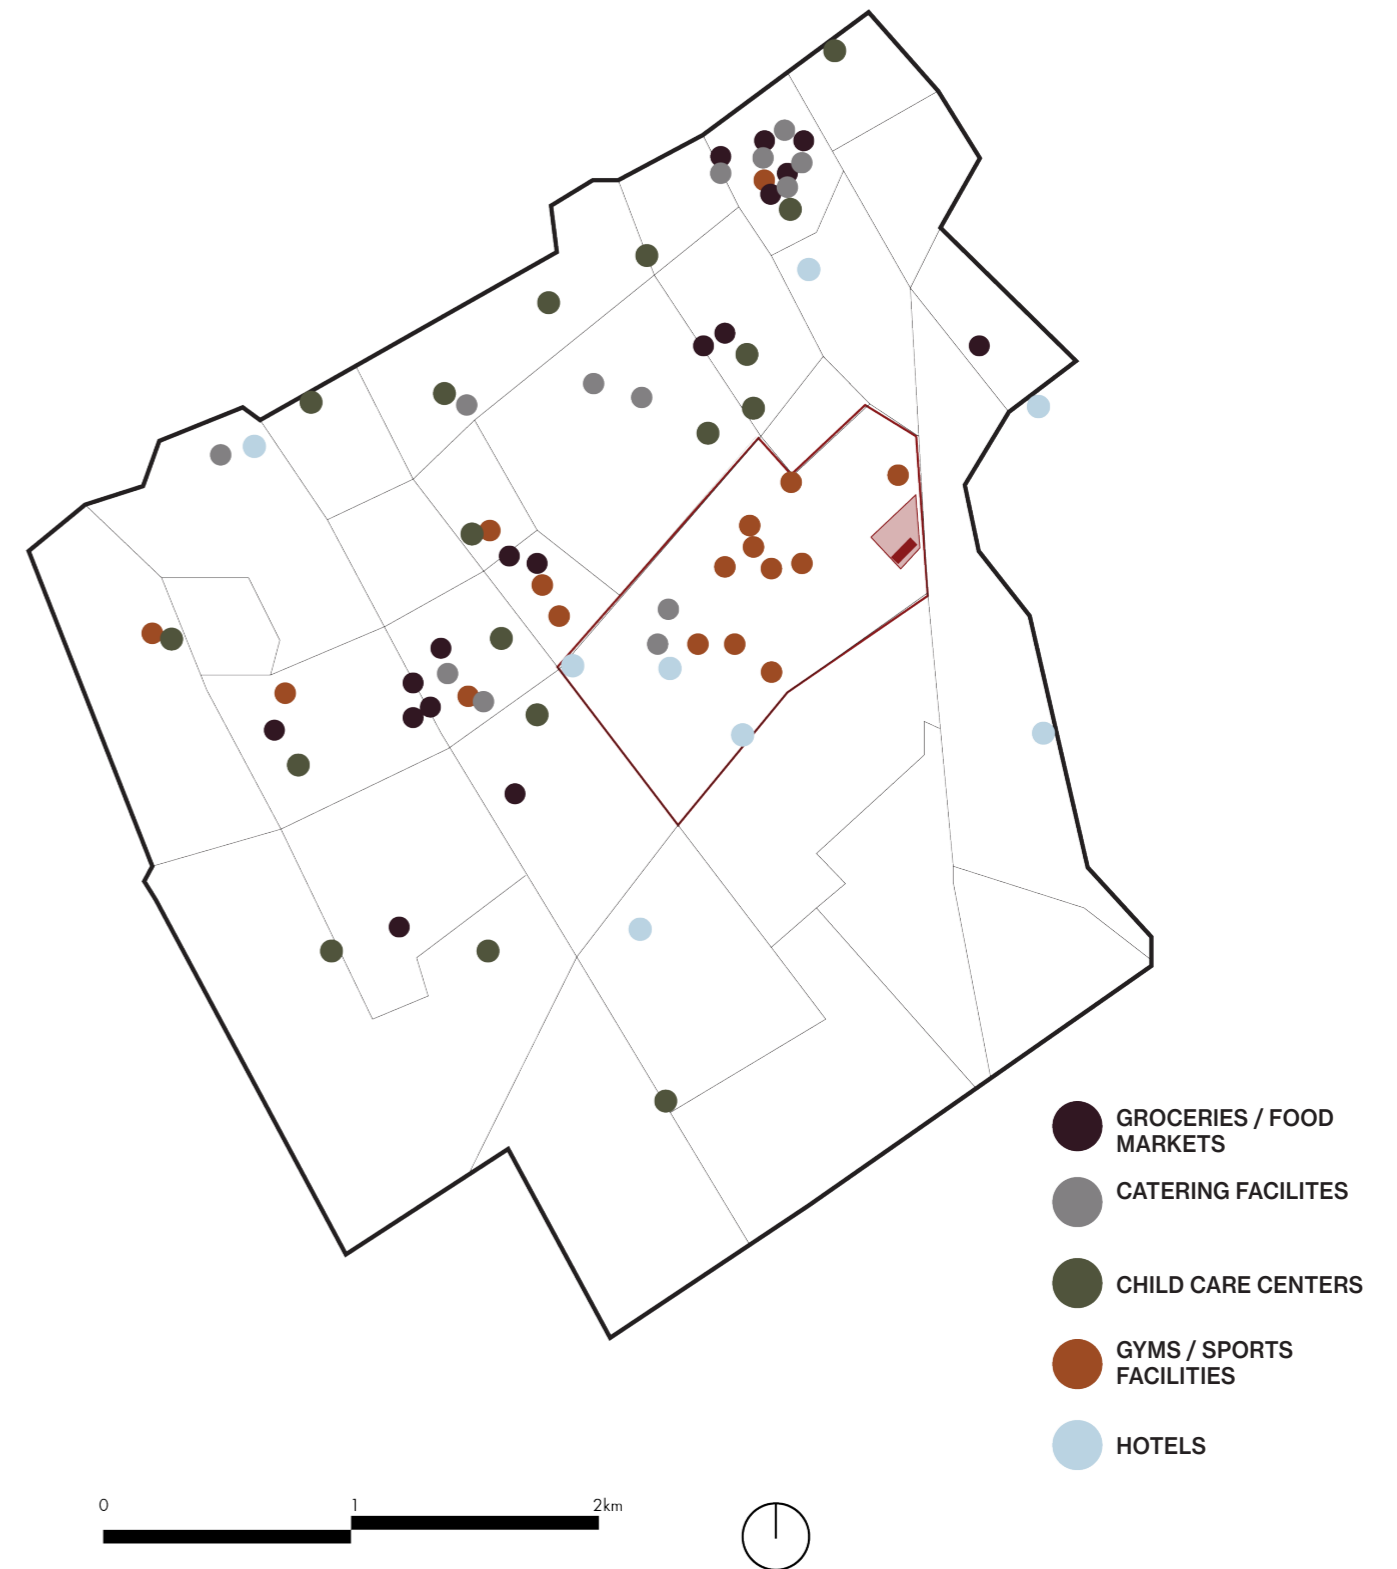 GROCERIES / FOOD
MARKETS
CATERING FACILITES
CHILD CARE CENTERS
GYMS / SPORTS
FACILITIES
HOTELS
0 1 2km